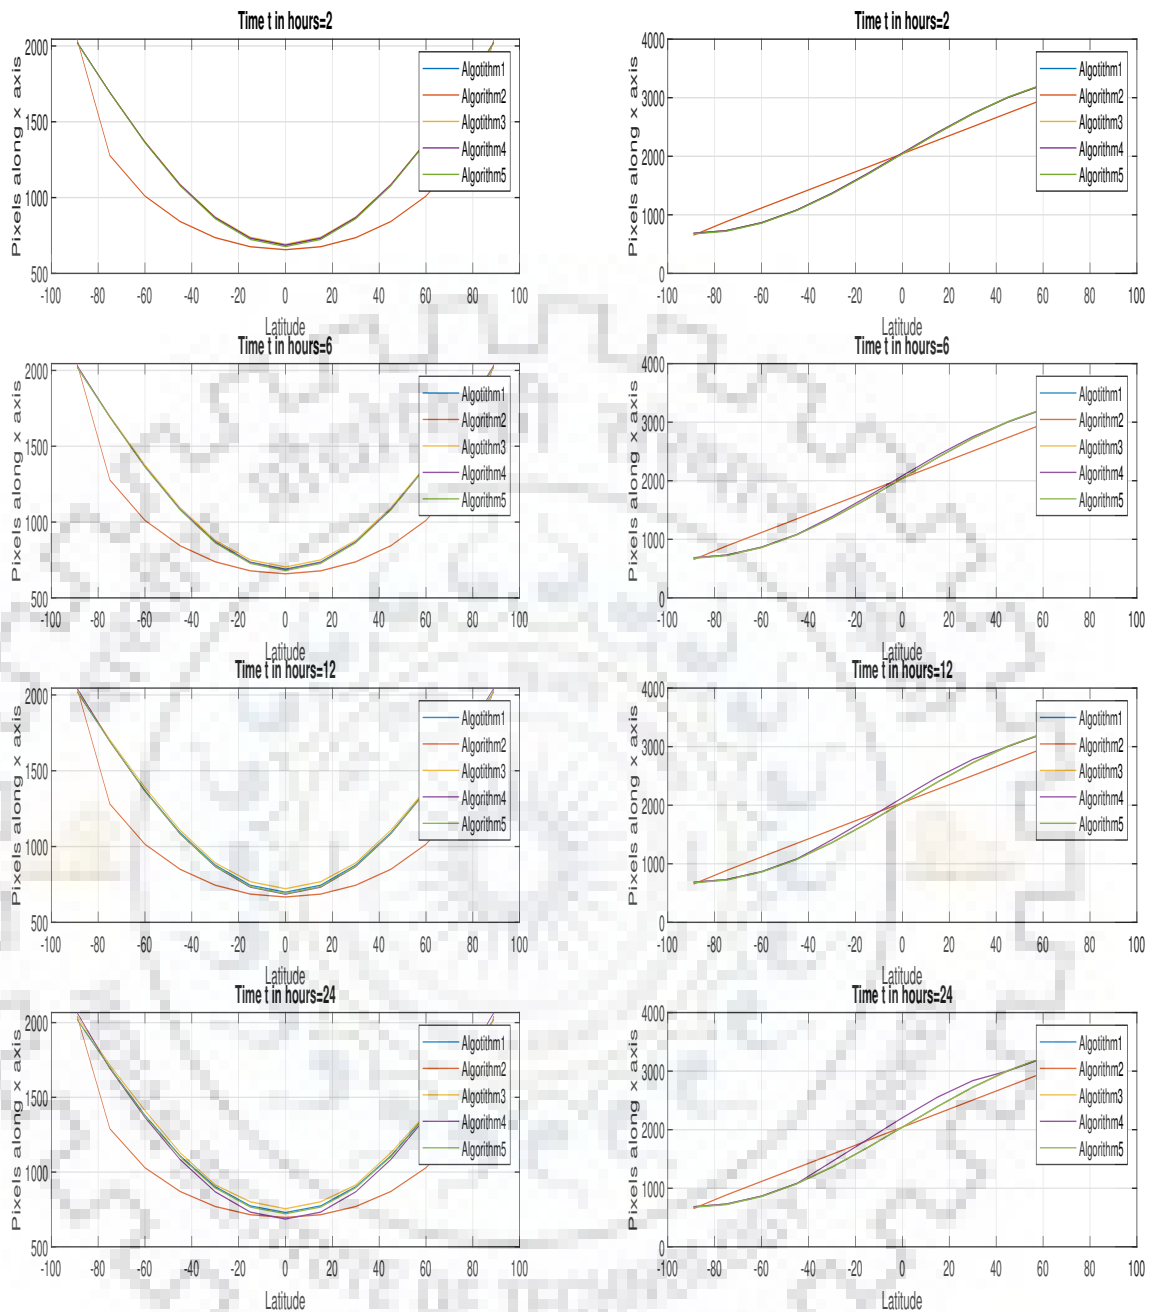 Time t in hours=2
Pixels along x axis
2000
1500
1000
500
-100 -80 -60 -40 -20 0 20 40 60 80 100
Latitude
Algotithm1
Algorithm2
Algorithm3
Algorithm4
Algorithm5
Time t in hours=2
Pixels along x axis
4000
3000
2000
1000
0
-100 -80 -60 -40 -20 0 20 40 60 80 100
Latitude
Algotithm1
Algorithm2
Algorithm3
Algorithm4
Algorithm5
Time t in hours=6
Pixels along x axis
2000
1500
1000
500
-100 -80 -60 -40 -20 0 20 40 60 80 100
Latitude
Algotithm1
Algorithm2
Algorithm3
Algorithm4
Algorithm5
Time t in hours=6
Pixels along x axis
4000
3000
2000
1000
0
-100 -80 -60 -40 -20 0 20 40 60 80 100
Latitude
Algotithm1
Algorithm2
Algorithm3
Algorithm4
Algorithm5
Time t in hours=12
Pixels along x axis
2000
1500
1000
500
-100 -80 -60 -40 -20 0 20 40 60 80 100
Latitude
Algotithm1
Algorithm2
Algorithm3
Algorithm4
Algorithm5
Time t in hours=12
Pixels along x axis
4000
3000
2000
1000
0
-100 -80 -60 -40 -20 0 20 40 60 80 100
Latitude
Algotithm1
Algorithm2
Algorithm3
Algorithm4
Algorithm5
Time t in hours=24
Pixels along x axis
2000
1500
1000
500
-100 -80 -60 -40 -20 0 20 40 60 80 100
Latitude
Algotithm1
Algorithm2
Algorithm3
Algorithm4
Algorithm5
Time t in hours=24
Pixels along x axis
4000
3000
2000
1000
0
-100 -80 -60 -40 -20 0 20 40 60 80 100
Latitude
Algotithm1
Algorithm2
Algorithm3
Algorithm4
Algorithm5